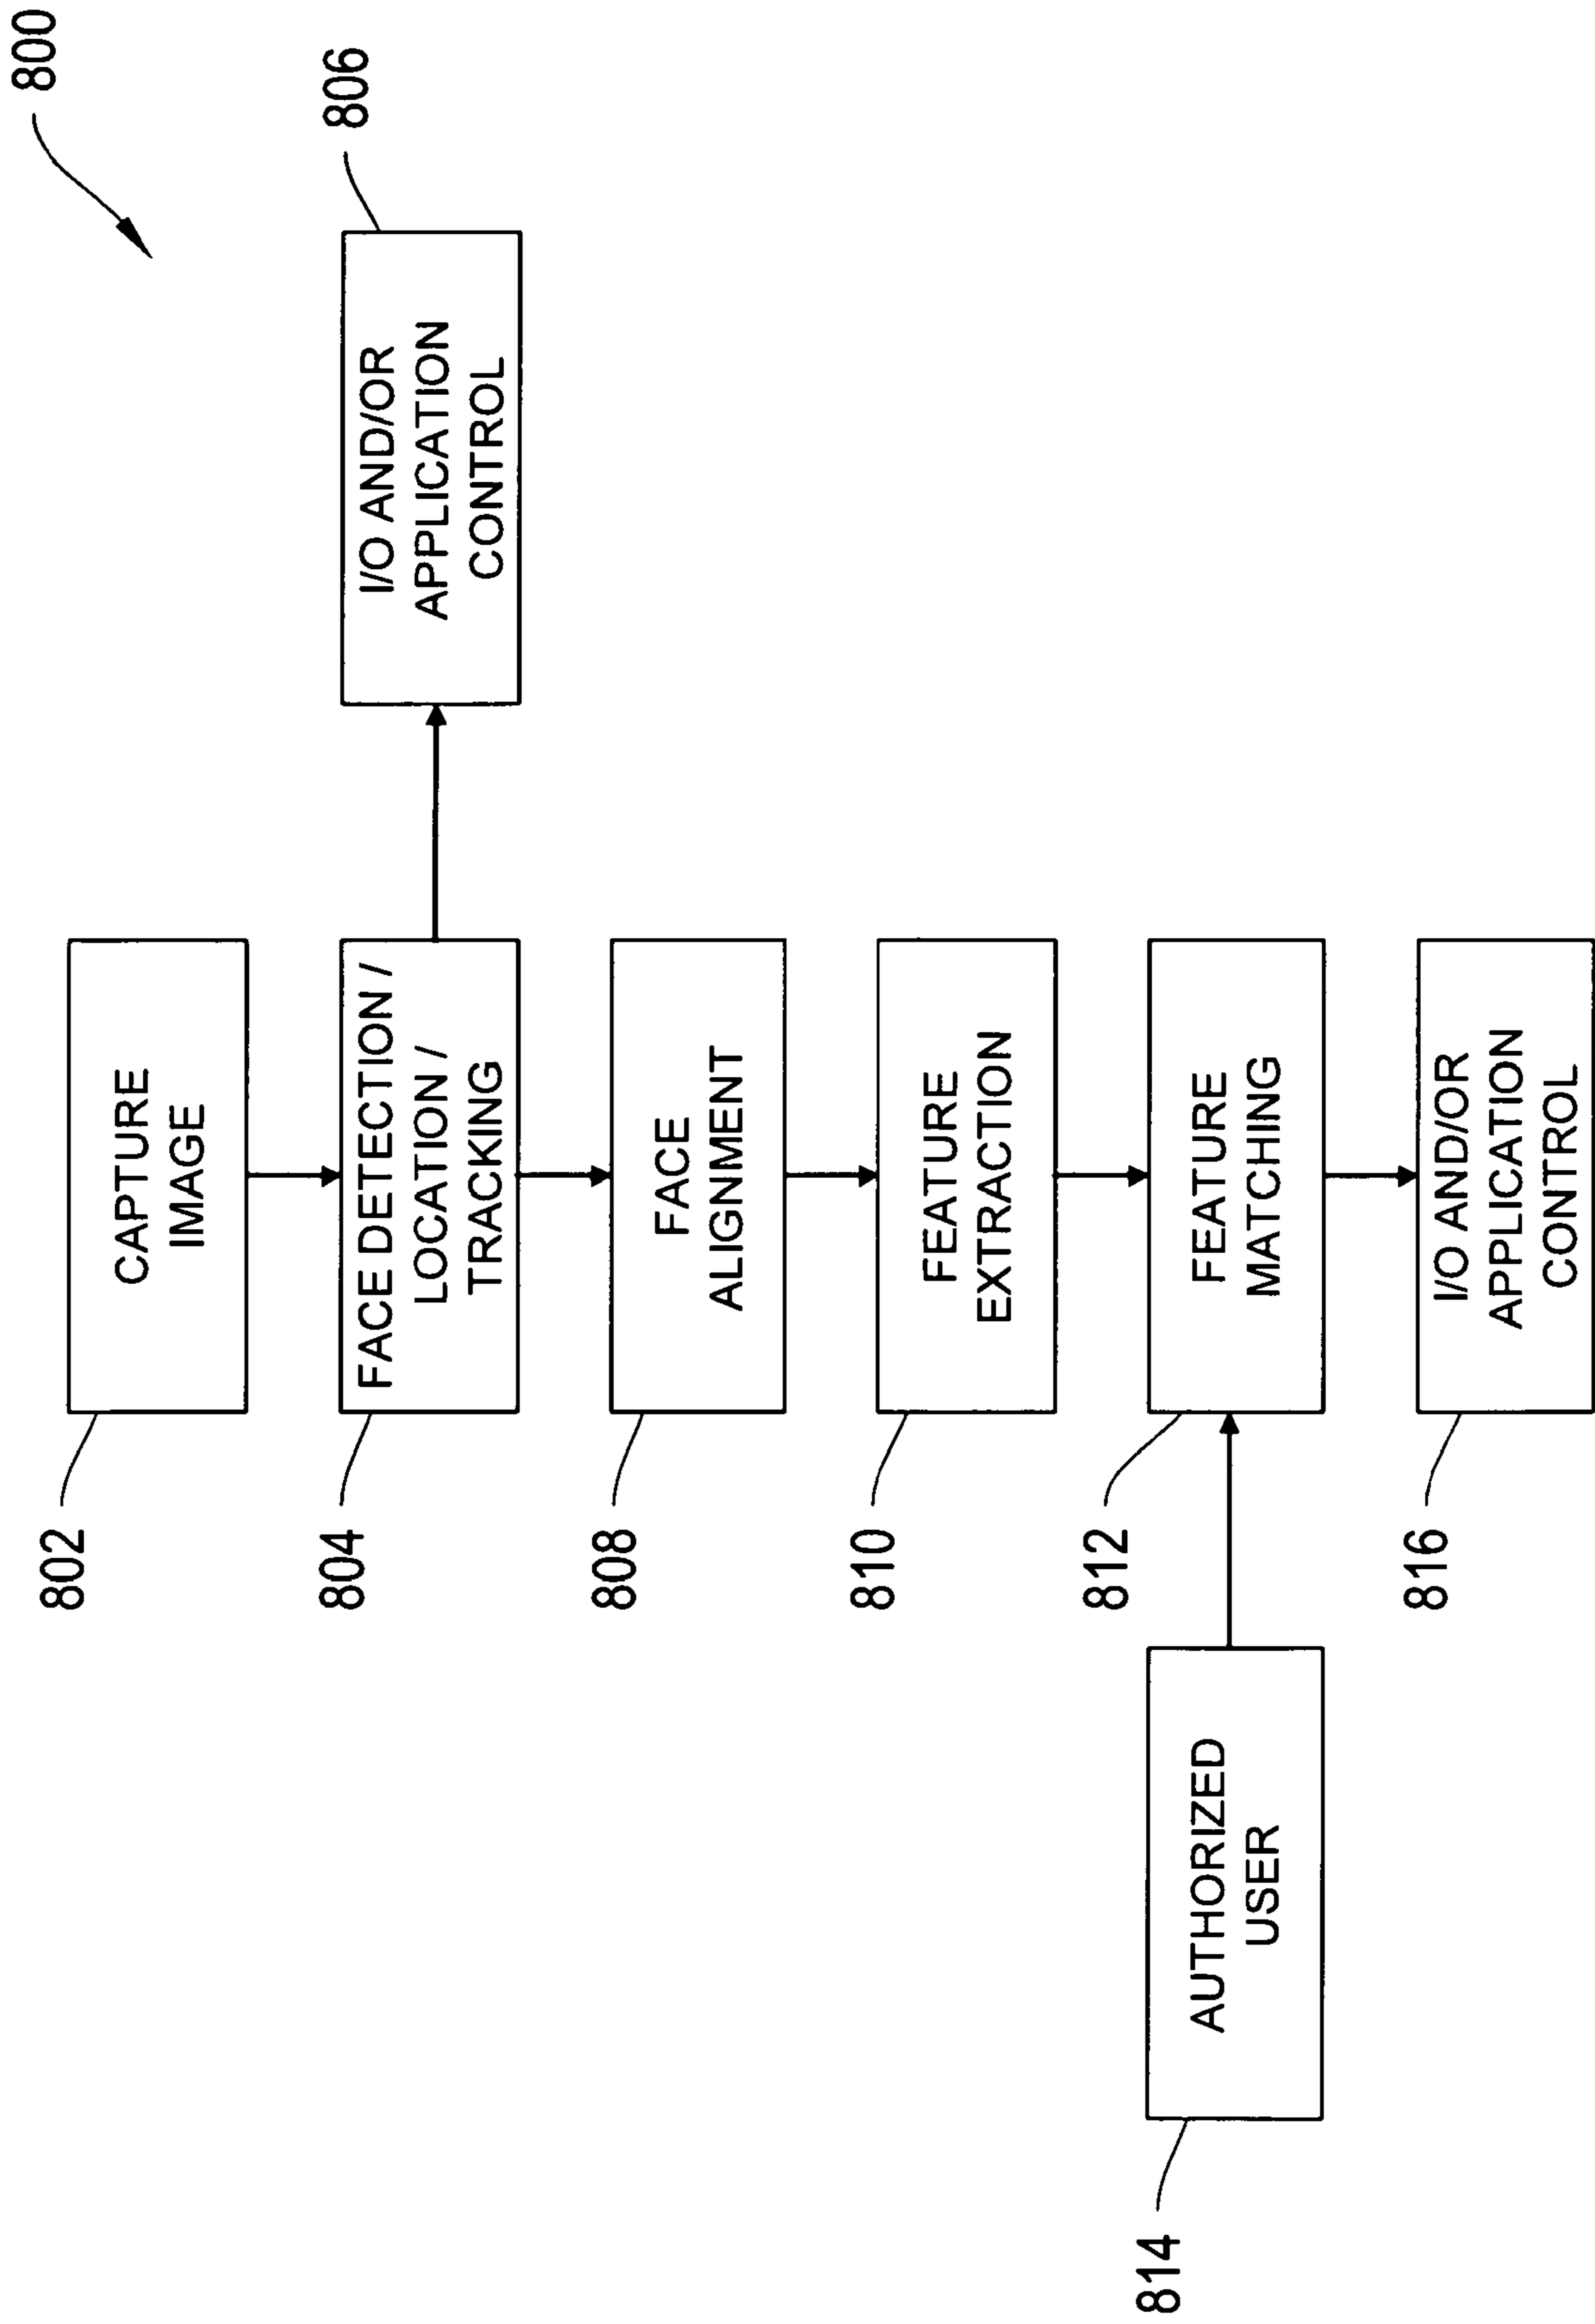 800
802
CAPTURE
IMAGE
804
FACE DETECTION /
LOCATION /
TRACKING
806
I/O AND/OR
APPLICATION
CONTROL
808
FACE
ALIGNMENT
810
FEATURE
EXTRACTION
812
FEATURE
MATCHING
814
AUTHORIZED
USER
816
I/O AND/OR
APPLICATION
CONTROL